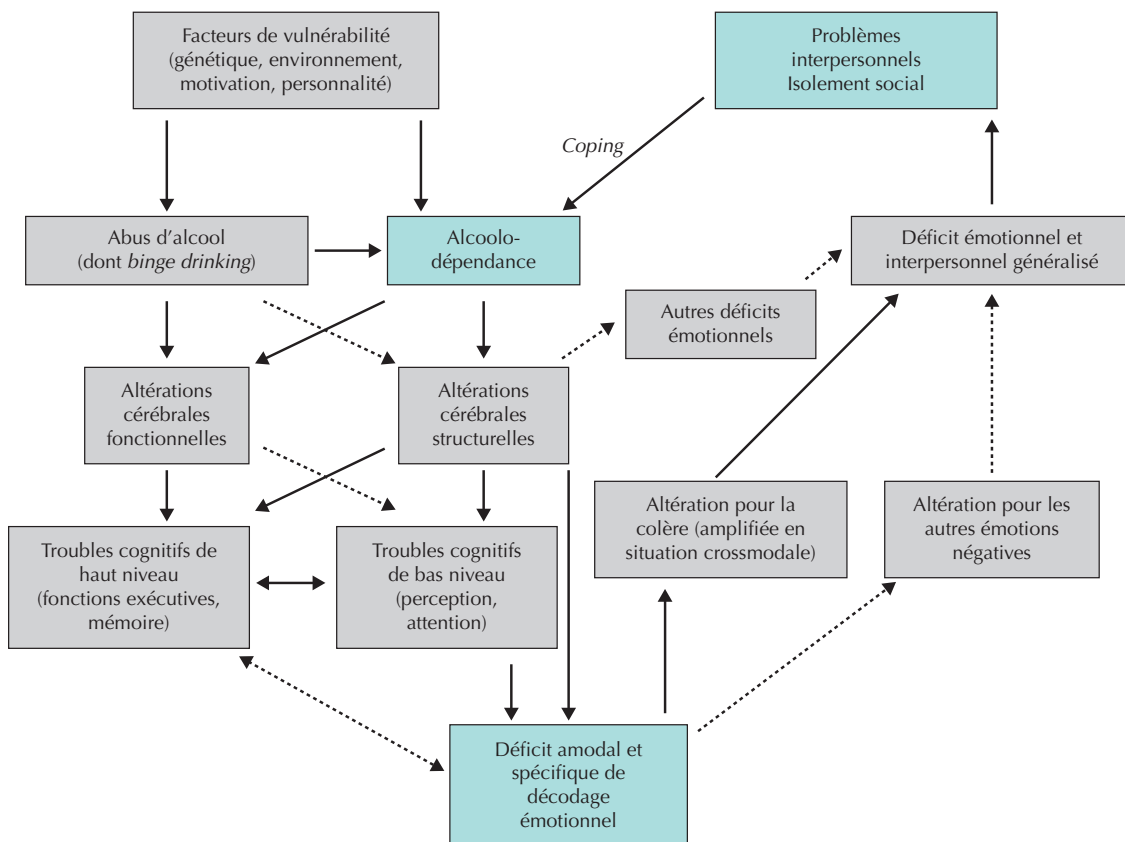 Facteurs de vulnérabilité
(génétique, environnement,
motivation, personnalité)
Problèmes
interpersonnels
Isolement social
Coping
Abus d’alcool
(dont binge drinking)
Alcoolo-
dépendance
Déficit émotionnel et
interpersonnel généralisé
Autres déficits
émotionnels
Altérations
cérébrales
fonctionnelles
Altérations
cérébrales
structurelles
Altération pour la
colère (amplifiée en
situation crossmodale)
Altération pour les
autres émotions
négatives
Troubles cognitifs de
haut niveau
(fonctions exécutives,
mémoire)
Troubles cognitifs
de bas niveau
(perception,
attention)
Déficit amodal et
spécifique de
décodage
émotionnel